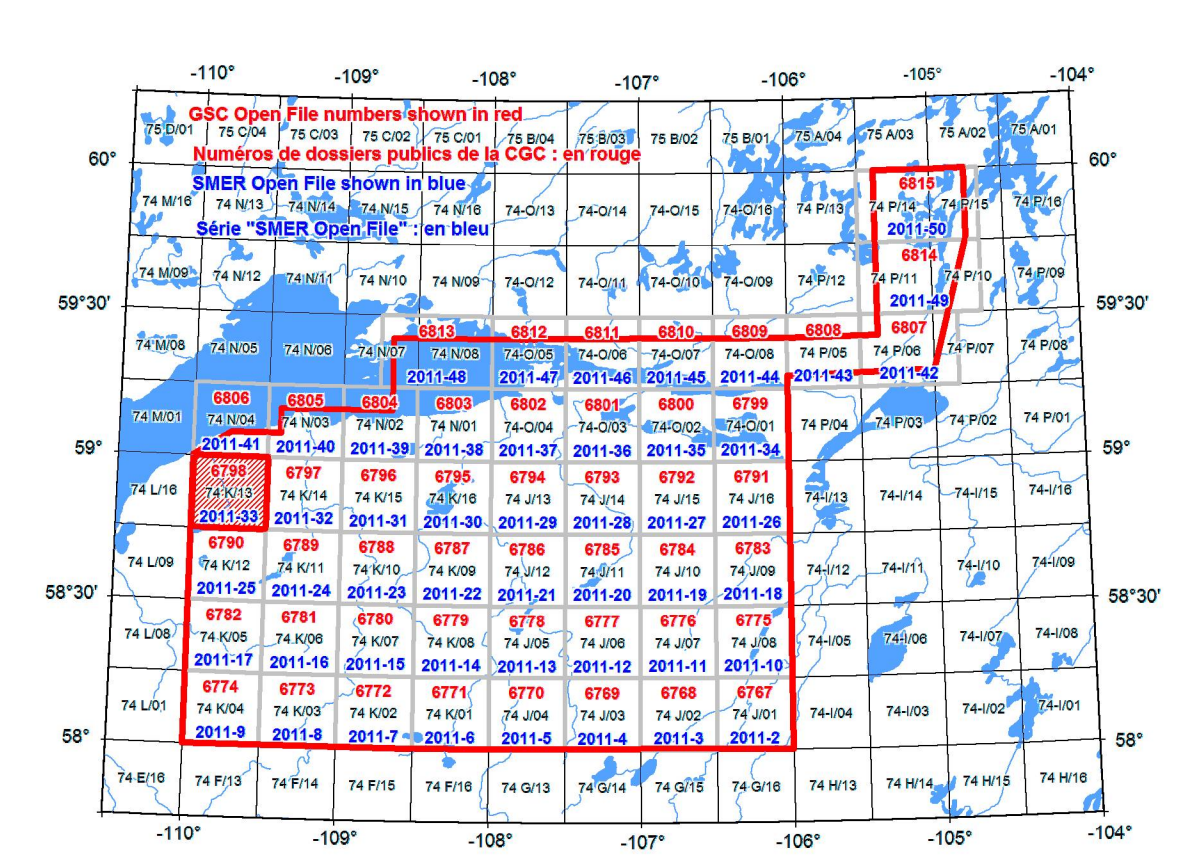 -110° -109° -108° -107° -106° -105° -104°
GSC Open File numbers shown in red
75 D/01 75 C/04 75 C/03 75 C/02 75 C/01 75 B/04 75 B/03 75 B/02 75 B/01 75 A/04 75 A/03 75 A/02 75 A/01
Numéros de dossiers publics de la CGC : en rouge
60° 60°
SMER Open File shown in blue
6815
74 M/16 74 N/13 74 N/14 74 N/15 74 N/16 74-O/13 74-O/14 74-O/15 74-O/16 74 P/13 74 P/14 74 P/15 74 P/16
Série "SMER Open File" : en bleu
2011-50
6814
74 M/09 74 N/12 74 N/11 74 N/10 74 N/09 74-O/12 74-O/11 74-O/10 74-O/09 74 P/12 74 P/11 74 P/10 74 P/09
2011-49
59°30' 59°30'
6813 6812 6811 6810 6809 6808 6807
74 M/08 74 N/05 74 N/06 74 N/07 74 N/08 74-O/05 74-O/06 74-O/07 74-O/08 74 P/05 74 P/06 74 P/07 74 P/08
2011-48 2011-47 2011-46 2011-45 2011-44 2011-43 2011-42
6806 6805 6804 6803 6802 6801 6800 6799
74 M/01 74 N/04 74 N/03 74 N/02 74 N/01 74-O/04 74-O/03 74-O/02 74-O/01 74 P/04 74 P/03 74 P/02 74 P/01
2011-41 2011-40 2011-39 2011-38 2011-37 2011-36 2011-35 2011-34
59° 59°
6798 6797 6796 6795 6794 6793 6792 6791
74 L/16 74 K/13 74 K/14 74 K/15 74 K/16 74 J/13 74 J/14 74 J/15 74 J/16 74-I/13 74-I/14 74-I/15 74-I/16
2011-33 2011-32 2011-31 2011-30 2011-29 2011-28 2011-27 2011-26
6790 6789 6788 6787 6786 6785 6784 6783
74 L/09 74 K/12 74 K/11 74 K/10 74 K/09 74 J/12 74 J/11 74 J/10 74 J/09 74-I/12 74-I/11 74-I/10 74-I/09
2011-25 2011-24 2011-23 2011-22 2011-21 2011-20 2011-19 2011-18
58°30' 58°30'
6782 6781 6780 6779 6778 6777 6776 6775
74 L/08 74 K/05 74 K/06 74 K/07 74 K/08 74 J/05 74 J/06 74 J/07 74 J/08 74-I/05 74-I/06 74-I/07 74-I/08
2011-17 2011-16 2011-15 2011-14 2011-13 2011-12 2011-11 2011-10
6774 6773 6772 6771 6770 6769 6768 6767
74 L/01 74 K/04 74 K/03 74 K/02 74 K/01 74 J/04 74 J/03 74 J/02 74 J/01 74-I/04 74-I/03 74-I/02 74-I/01
2011-9 2011-8 2011-7 2011-6 2011-5 2011-4 2011-3 2011-2
58° 58°
74-E/16 74 F/13 74 F/14 74 F/15 74 F/16 74 G/13 74 G/14 74 G/15 74 G/16 74 H/13 74 H/14 74 H/15 74 H/16
-110° -109° -108° -107° -106° -105° -104°